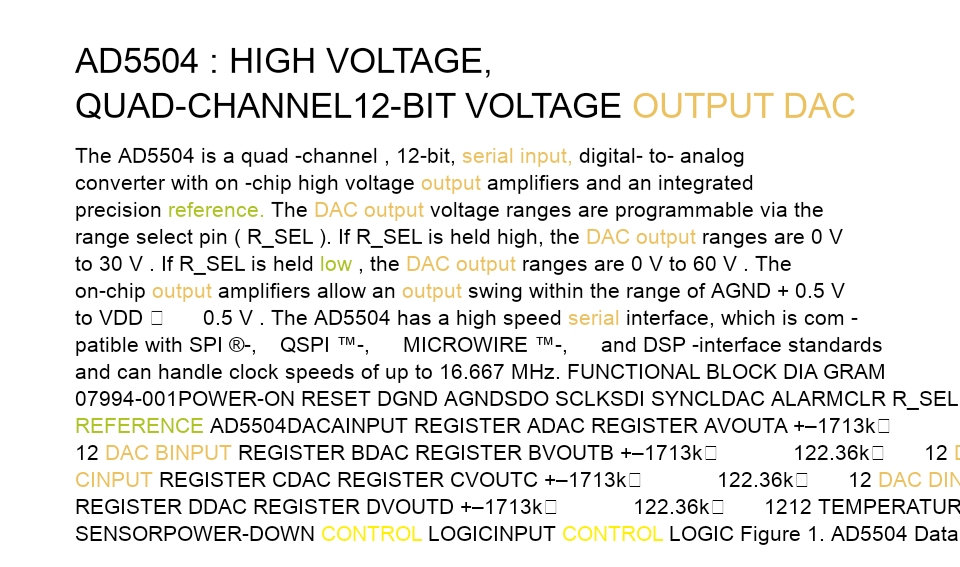 AD5504 : HIGH VOLTAGE,
QUAD-CHANNEL12-BIT VOLTAGE OUTPUT DAC
The AD5504 is a quad -channel , 12-bit, serial input, digital- to- analog
converter with on -chip high voltage output amplifiers and an integrated
precision reference. The DAC output voltage ranges are programmable via the
range select pin ( R_SEL ). If R_SEL is held high, the DAC output ranges are 0 V
to 30 V . If R_SEL is held low , the DAC output ranges are 0 V to 60 V . The
on-chip output amplifiers allow an output swing within the range of AGND + 0.5 V
to VDD □ 0.5 V . The AD5504 has a high speed serial interface, which is com -
patible with SPI ®-, QSPI ™-, MICROWIRE ™-, and DSP -interface standards
and can handle clock speeds of up to 16.667 MHz. FUNCTIONAL BLOCK DIA GRAM
07994-001POWER-ON RESET DGND AGNDSDO SCLKSDI SYNCLDAC ALARMCLR R_SEL
REFERENCE AD5504DACAINPUT REGISTER ADAC REGISTER AVOUTA +–1713k□
12 DAC BINPUT REGISTER BDAC REGISTER BVOUTB +–1713k□ 122.36k□ 12
CINPUT REGISTER CDAC REGISTER CVOUTC +–1713k□ 122.36k□ 12 DAC DIN
REGISTER DDAC REGISTER DVOUTD +–1713k□ 122.36k□ 1212 TEMPERATUR
SENSORPOWER-DOWN CONTROL LOGICINPUT CONTROL LOGIC Figure 1. AD5504 Data